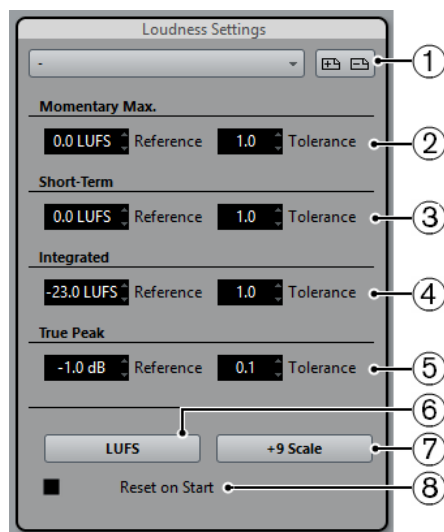 Loudness Settings
-
1
Momentary Max.
0.0 LUFS Reference 1.0 Tolerance 2
Short-Term
0.0 LUFS Reference 1.0 Tolerance 3
Integrated
-23.0 LUFS Reference 1.0 Tolerance 4
True Peak
-1.0 dB Reference 0.1 Tolerance 5
6
LUFS +9 Scale 7
Reset on Start 8